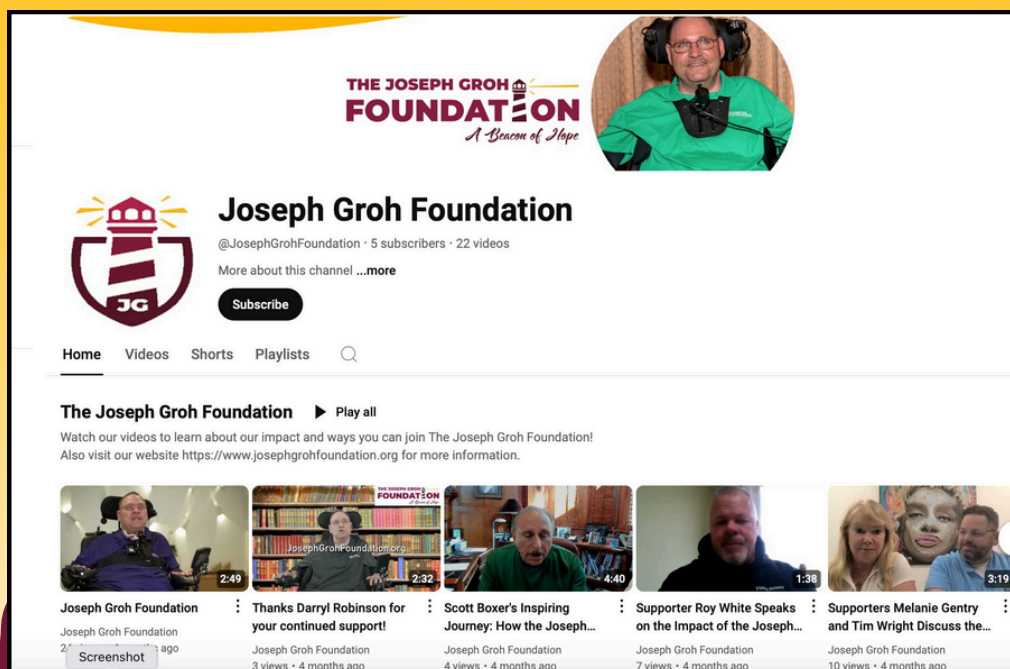 THE JOSEPH GROH
FOUNDATION
A Beacon of Hope
JG
Joseph Groh Foundation
@JosephGrohFoundation · 5 subscribers · 22 videos
More about this channel ...more
Subscribe
Home Videos Shorts Playlists
The Joseph Groh Foundation Play all
Watch our videos to learn about our impact and ways you can join The Joseph Groh Foundation!
Also visit our website https://www.josephgrohfoundation.org for more information.
THE JOSEPH GROH
FOUNDATION
JosephGrohFoundation.org
2:49 2:32 4:40 1:38 3:19
Joseph Groh Foundation
Joseph Groh Foundation
ago
Thanks Darryl Robinson for
your continued support!
Joseph Groh Foundation
3 views • 4 months ago
Scott Boxer's Inspiring
Journey: How the Joseph...
Joseph Groh Foundation
4 views • 4 months ago
Supporter Roy White Speaks
on the Impact of the Joseph...
Joseph Groh Foundation
7 views • 4 months ago
Supporters Melanie Gentry
and Tim Wright Discuss the...
Joseph Groh Foundation
10 views • 4 months ago
Screenshot